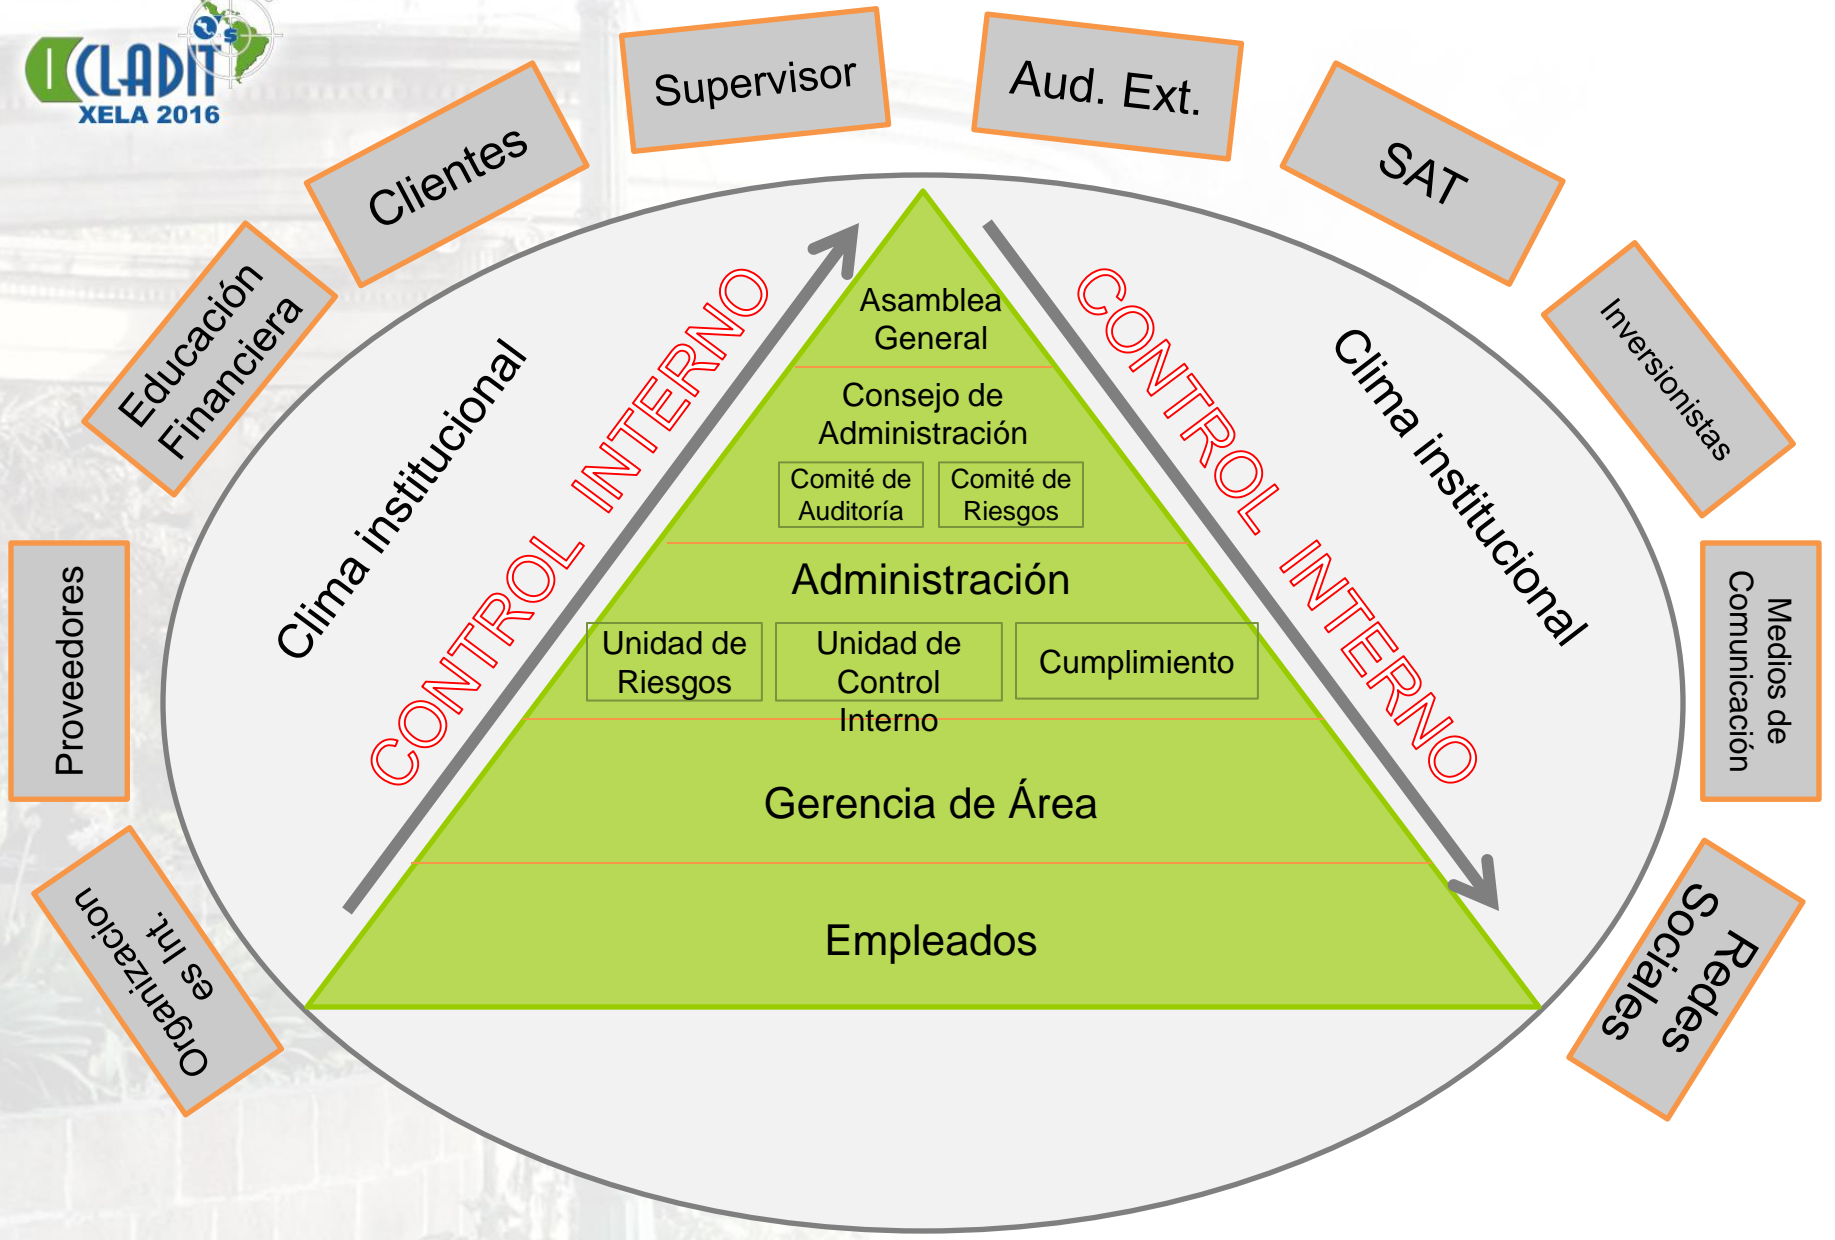 I CLADIT
XELA 2016
Supervisor
Aud. Ext.
SAT
Clientes
Inversionistas
Educación
Financiera
Medios de
Comunicación
Proveedores
Redes
Sociales
Organizacion
es Int.
Clima institucional
CONTROL INTERNO
CONTROL INTERNO
Clima institucional
Asamblea
General
Consejo de
Administración
Comité de
Auditoría
Comité de
Riesgos
Administración
Unidad de
Riesgos
Unidad de
Control
Interno
Cumplimiento
Gerencia de Área
Empleados